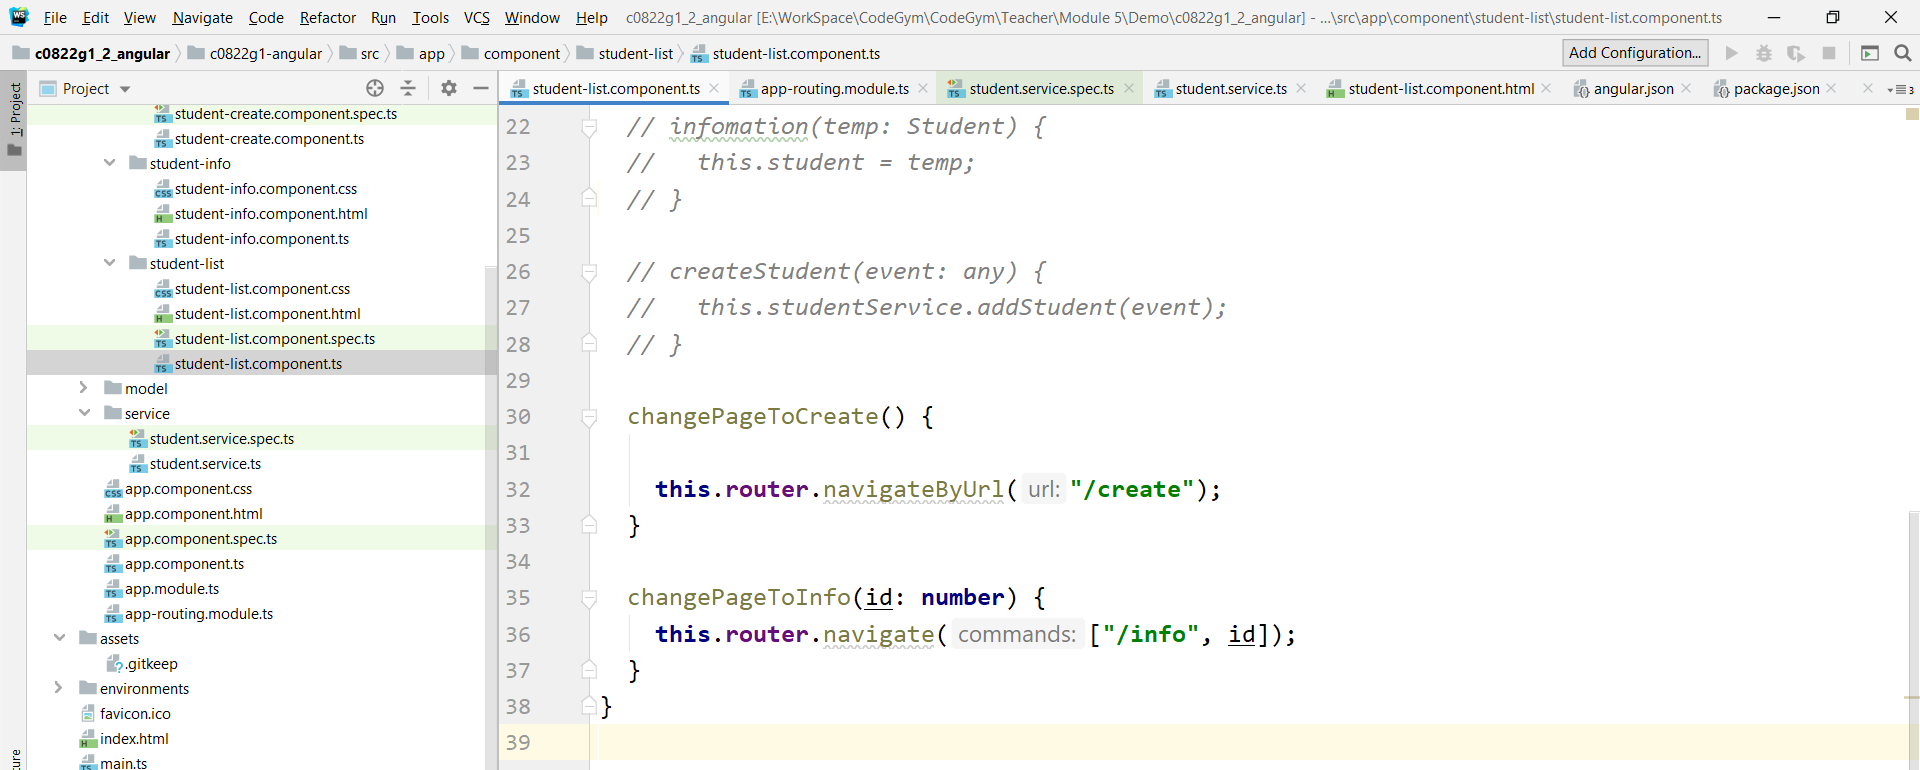 File Edit View Navigate Code Refactor Run Tools VCS Window Help c0822g1_2_angular [E:\WorkSpace\CodeGym\CodeGym\Teacher\Module 5\Demo\c0822g1_2_angular] - ...\src\app\component\student-list\student-list.component.ts
c0822g1_2_angular c0822g1-angular src app component student-list student-list.component.ts Add Configuration...
1: Project
Project
student-list.component.ts app-routing.module.ts student.service.spec.ts student.service.ts student-list.component.html angular.json package.json 3
student-create.component.spec.ts
student-create.component.ts
student-info
student-info.component.css
student-info.component.html
student-info.component.ts
student-list
student-list.component.css
student-list.component.html
student-list.component.spec.ts
student-list.component.ts
model
service
student.service.spec.ts
student.service.ts
app.component.css
app.component.html
app.component.spec.ts
app.component.ts
app.module.ts
app-routing.module.ts
assets
.gitkeep
environments
favicon.ico
index.html
main.ts
22 // infomation(temp: Student) {
23 //   this.student = temp;
24 // }
25
26 // createStudent(event: any) {
27 //   this.studentService.addStudent(event);
28 // }
29
30 changePageToCreate() {
31
32   this.router.navigateByUrl( url: "/create");
33 }
34
35 changePageToInfo(id: number) {
36   this.router.navigate( commands: ["/info", id]);
37 }
38 }
39